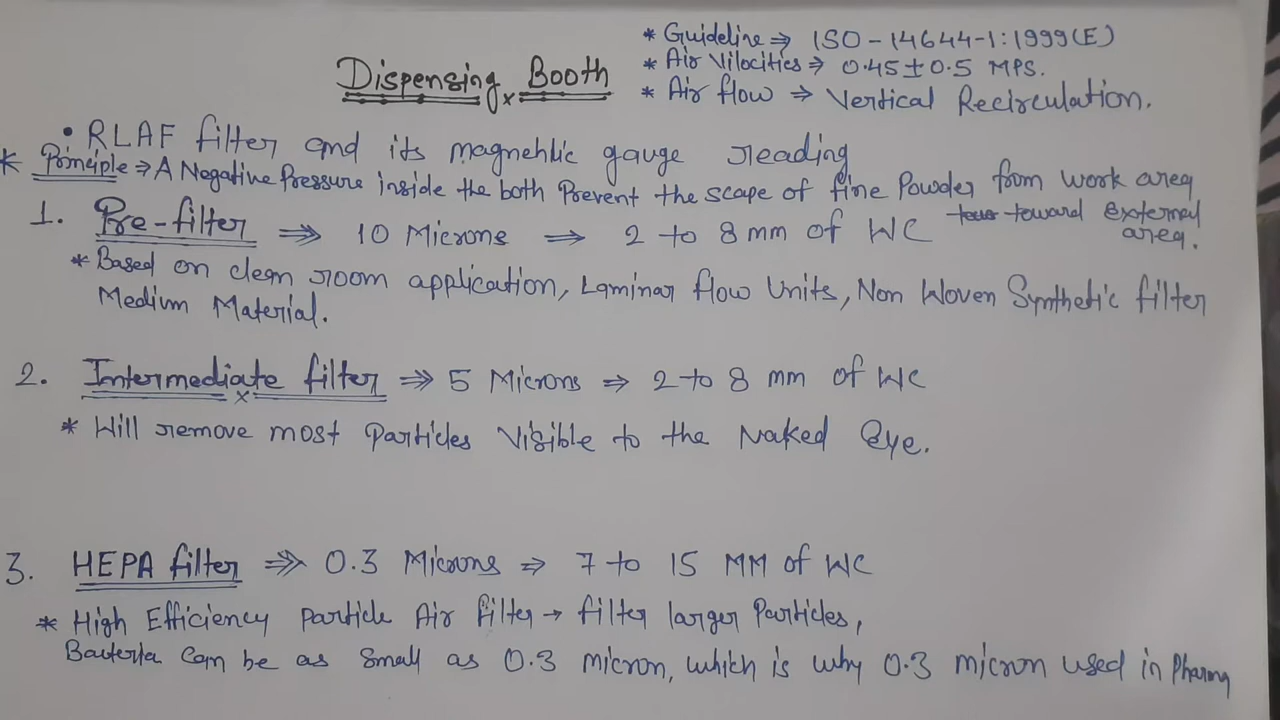 * Guideline ⇒ ISO-14644-1:1999(E)
* Air Vilocities ⇒ 0.45 ± 0.5 MPS.
* Air flow ⇒ Vertical Recirculation.
Dispensing Booth
• RLAF filter and its magnehlic gauge reading
* Principle ⇒ A Negative Pressure inside the both Prevent the scape of fine Powder from work area toward external area.
1. Pre-filter ⇒ 10 Microns ⇒ 2 to 8 mm of WC
* Based on clean room application, Laminar flow Units, Non Woven Synthetic filter
Medium Material.
2. Intermediate filter ⇒ 5 Microns ⇒ 2 to 8 mm of WC
* Will remove most Particles Visible to the Naked Eye.
3. HEPA filter ⇒ 0.3 Microns ⇒ 7 to 15 MM of WC
* High Efficiency Particle Air filter → filter larger Particles,
Bacteria Can be as Small as 0.3 micron, which is why 0.3 micron used in Pharma